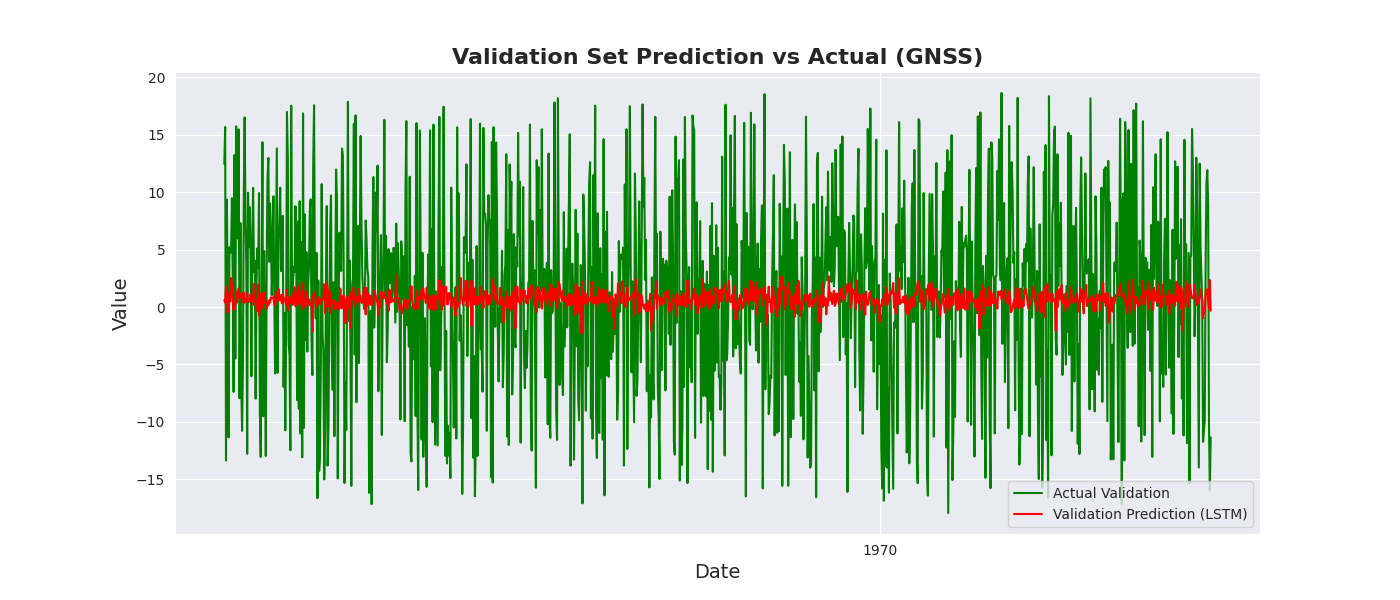 Validation Set Prediction vs Actual (GNSS)
20
15
10
5
0
−5
−10
−15
Value
1970
Date
Actual Validation
Validation Prediction (LSTM)